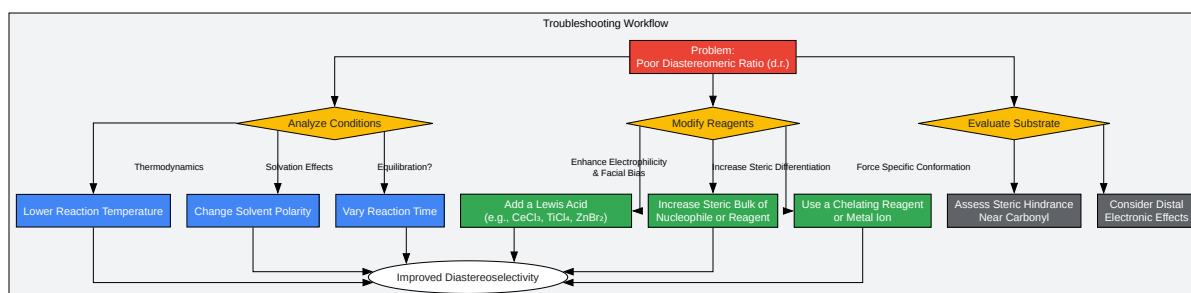 Troubleshooting Workflow
Problem:
Poor Diastereomeric Ratio (d.r.)
Analyze Conditions
Modify Reagents
Evaluate Substrate
Thermodynamics
Solvation Effects
Equilibration?
Enhance Electrophilicity
& Facial Bias
Increase Steric Differentiation
Force Specific Conformation
Lower Reaction Temperature
Change Solvent Polarity
Vary Reaction Time
Add a Lewis Acid
(e.g., CeCl₃, TiCl₄, ZnBr₂)
Increase Steric Bulk of
Nucleophile or Reagent
Use a Chelating Reagent
or Metal Ion
Assess Steric Hindrance
Near Carbonyl
Consider Distal
Electronic Effects
Improved Diastereoselectivity